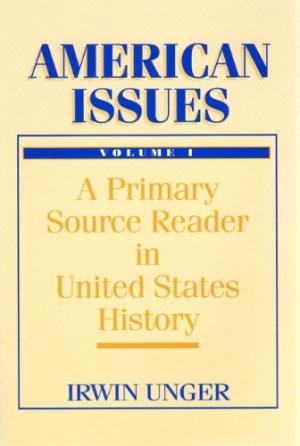 AMERICAN
ISSUES
VOLUME I
A Primary
Source Reader
in
United States
History
IRWIN UNGER